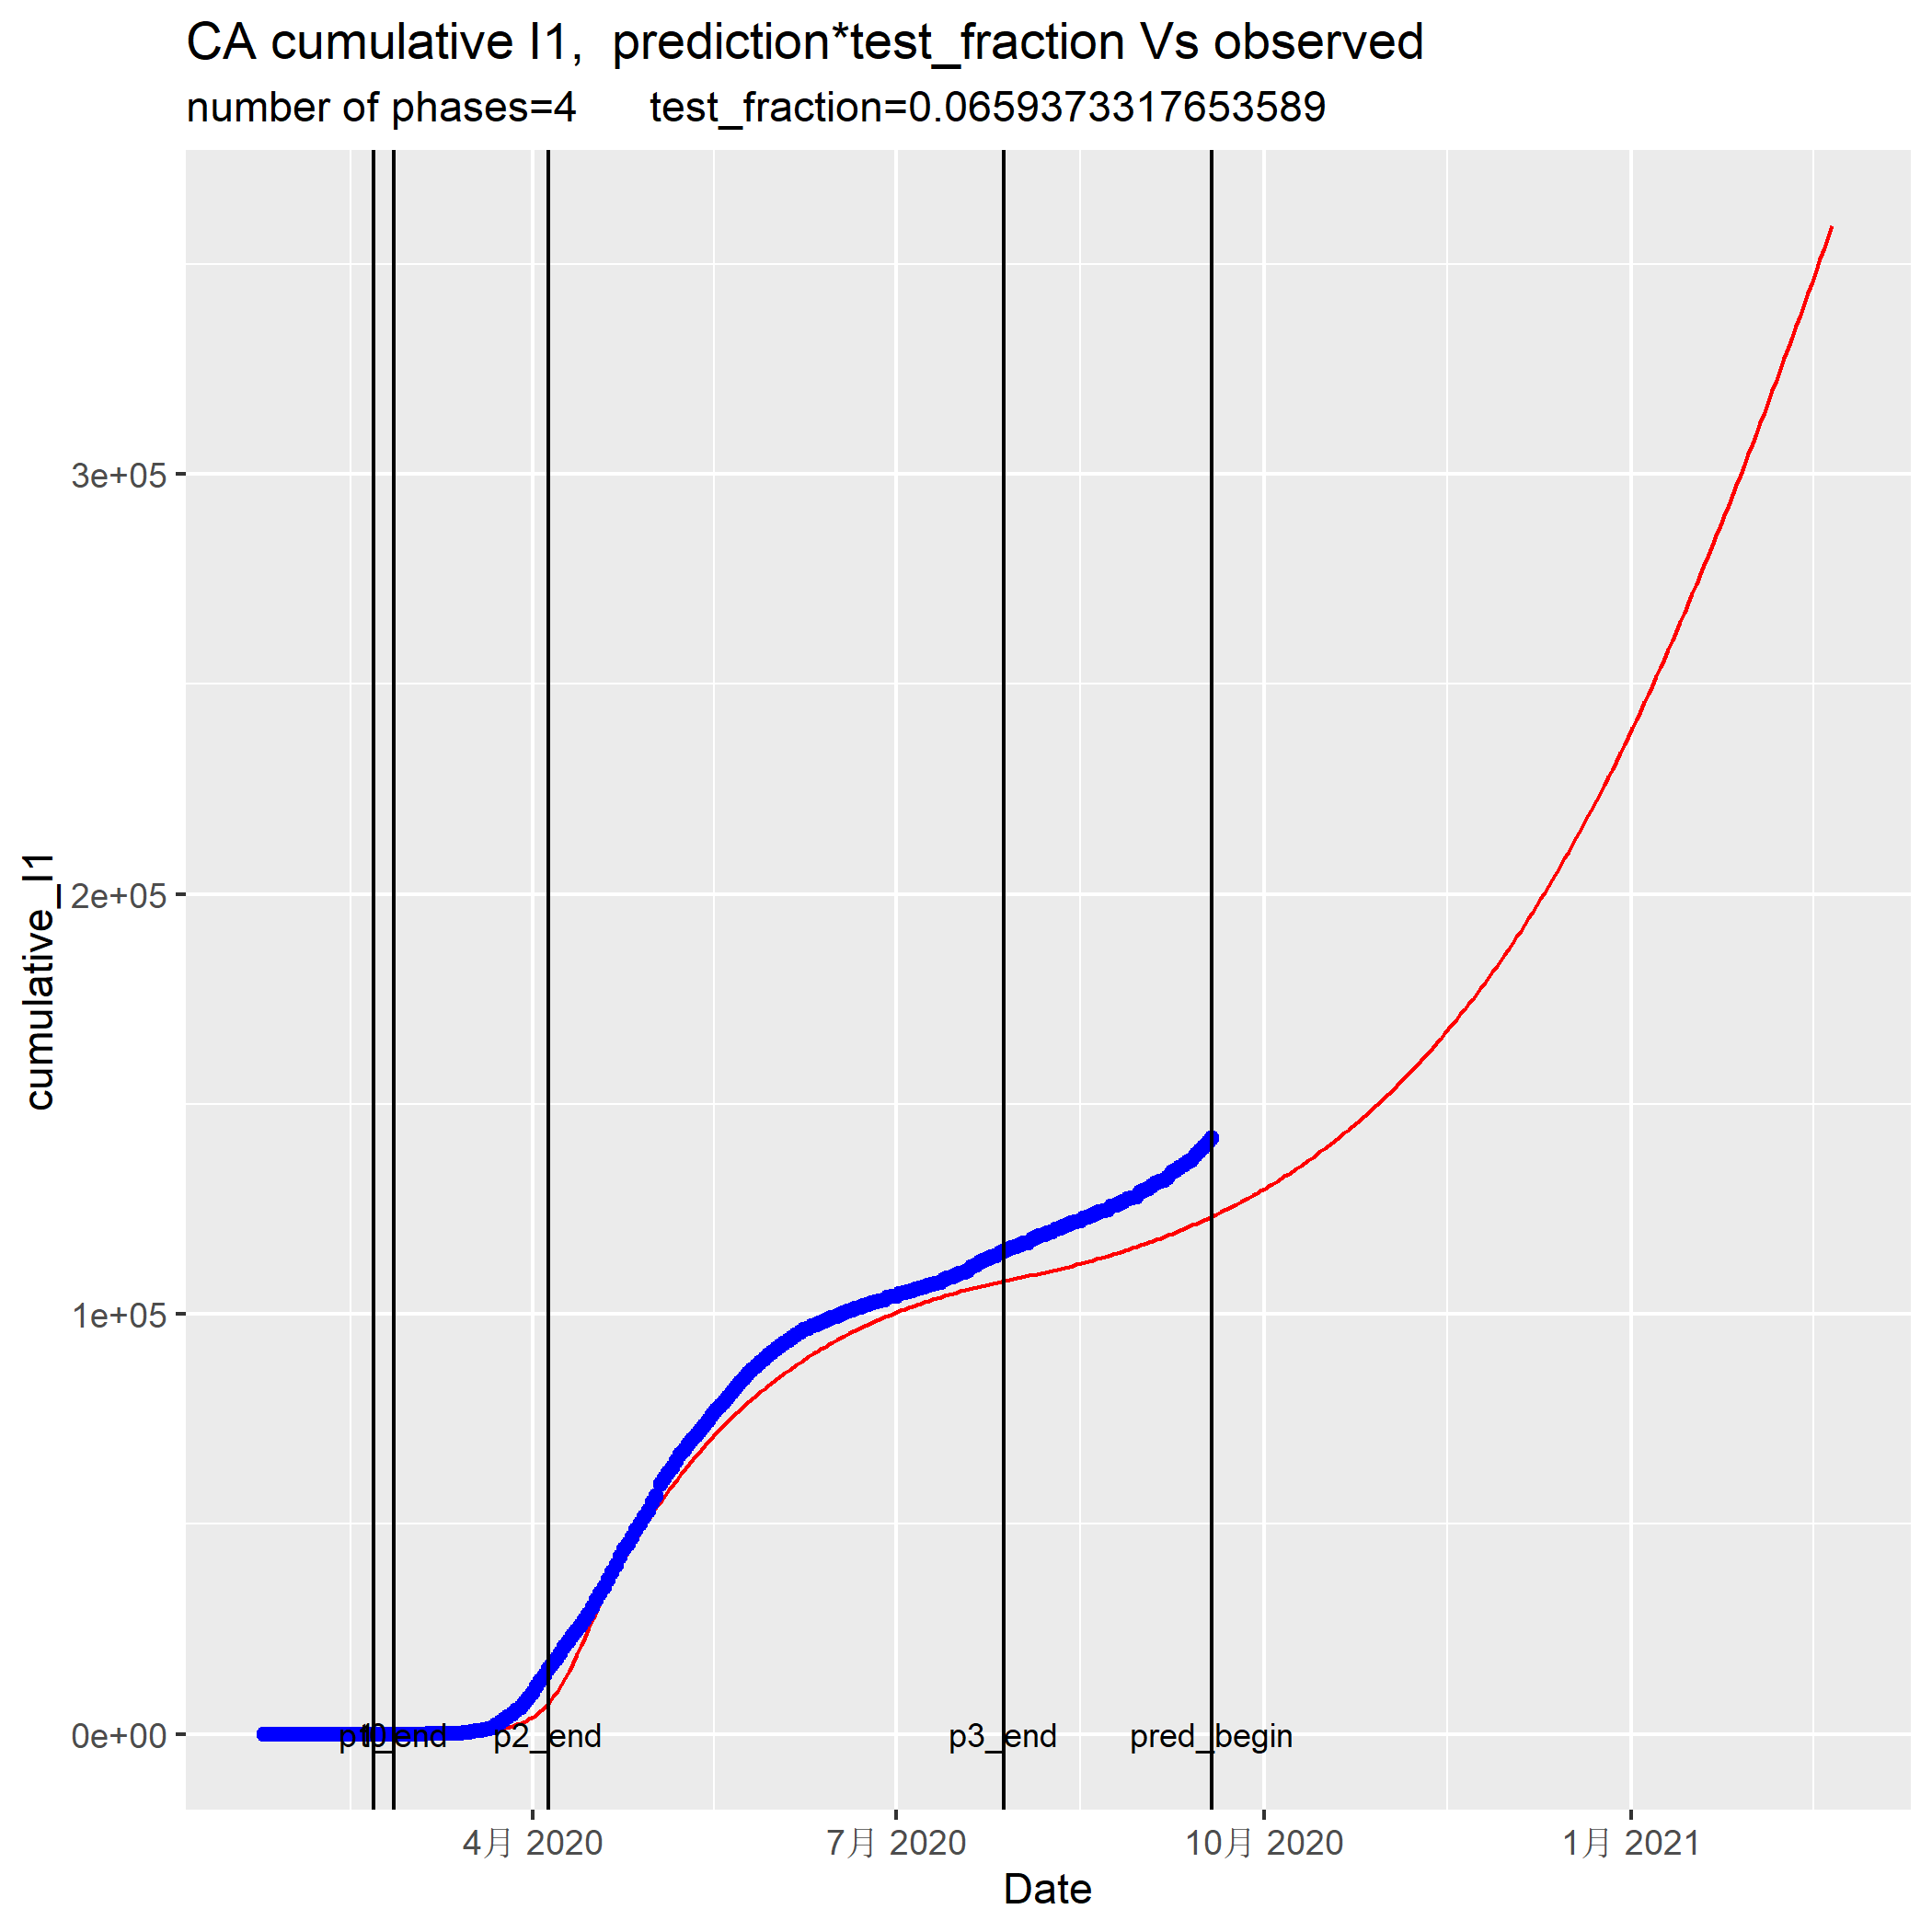 CA cumulative I1,  prediction*test_fraction Vs observed
number of phases=4      test_fraction=0.0659373317653589
cumulative_I1
3e+05
2e+05
1e+05
0e+00
p2_end
p3_end
pred_begin
4月 2020
7月 2020
10月 2020
1月 2021
Date